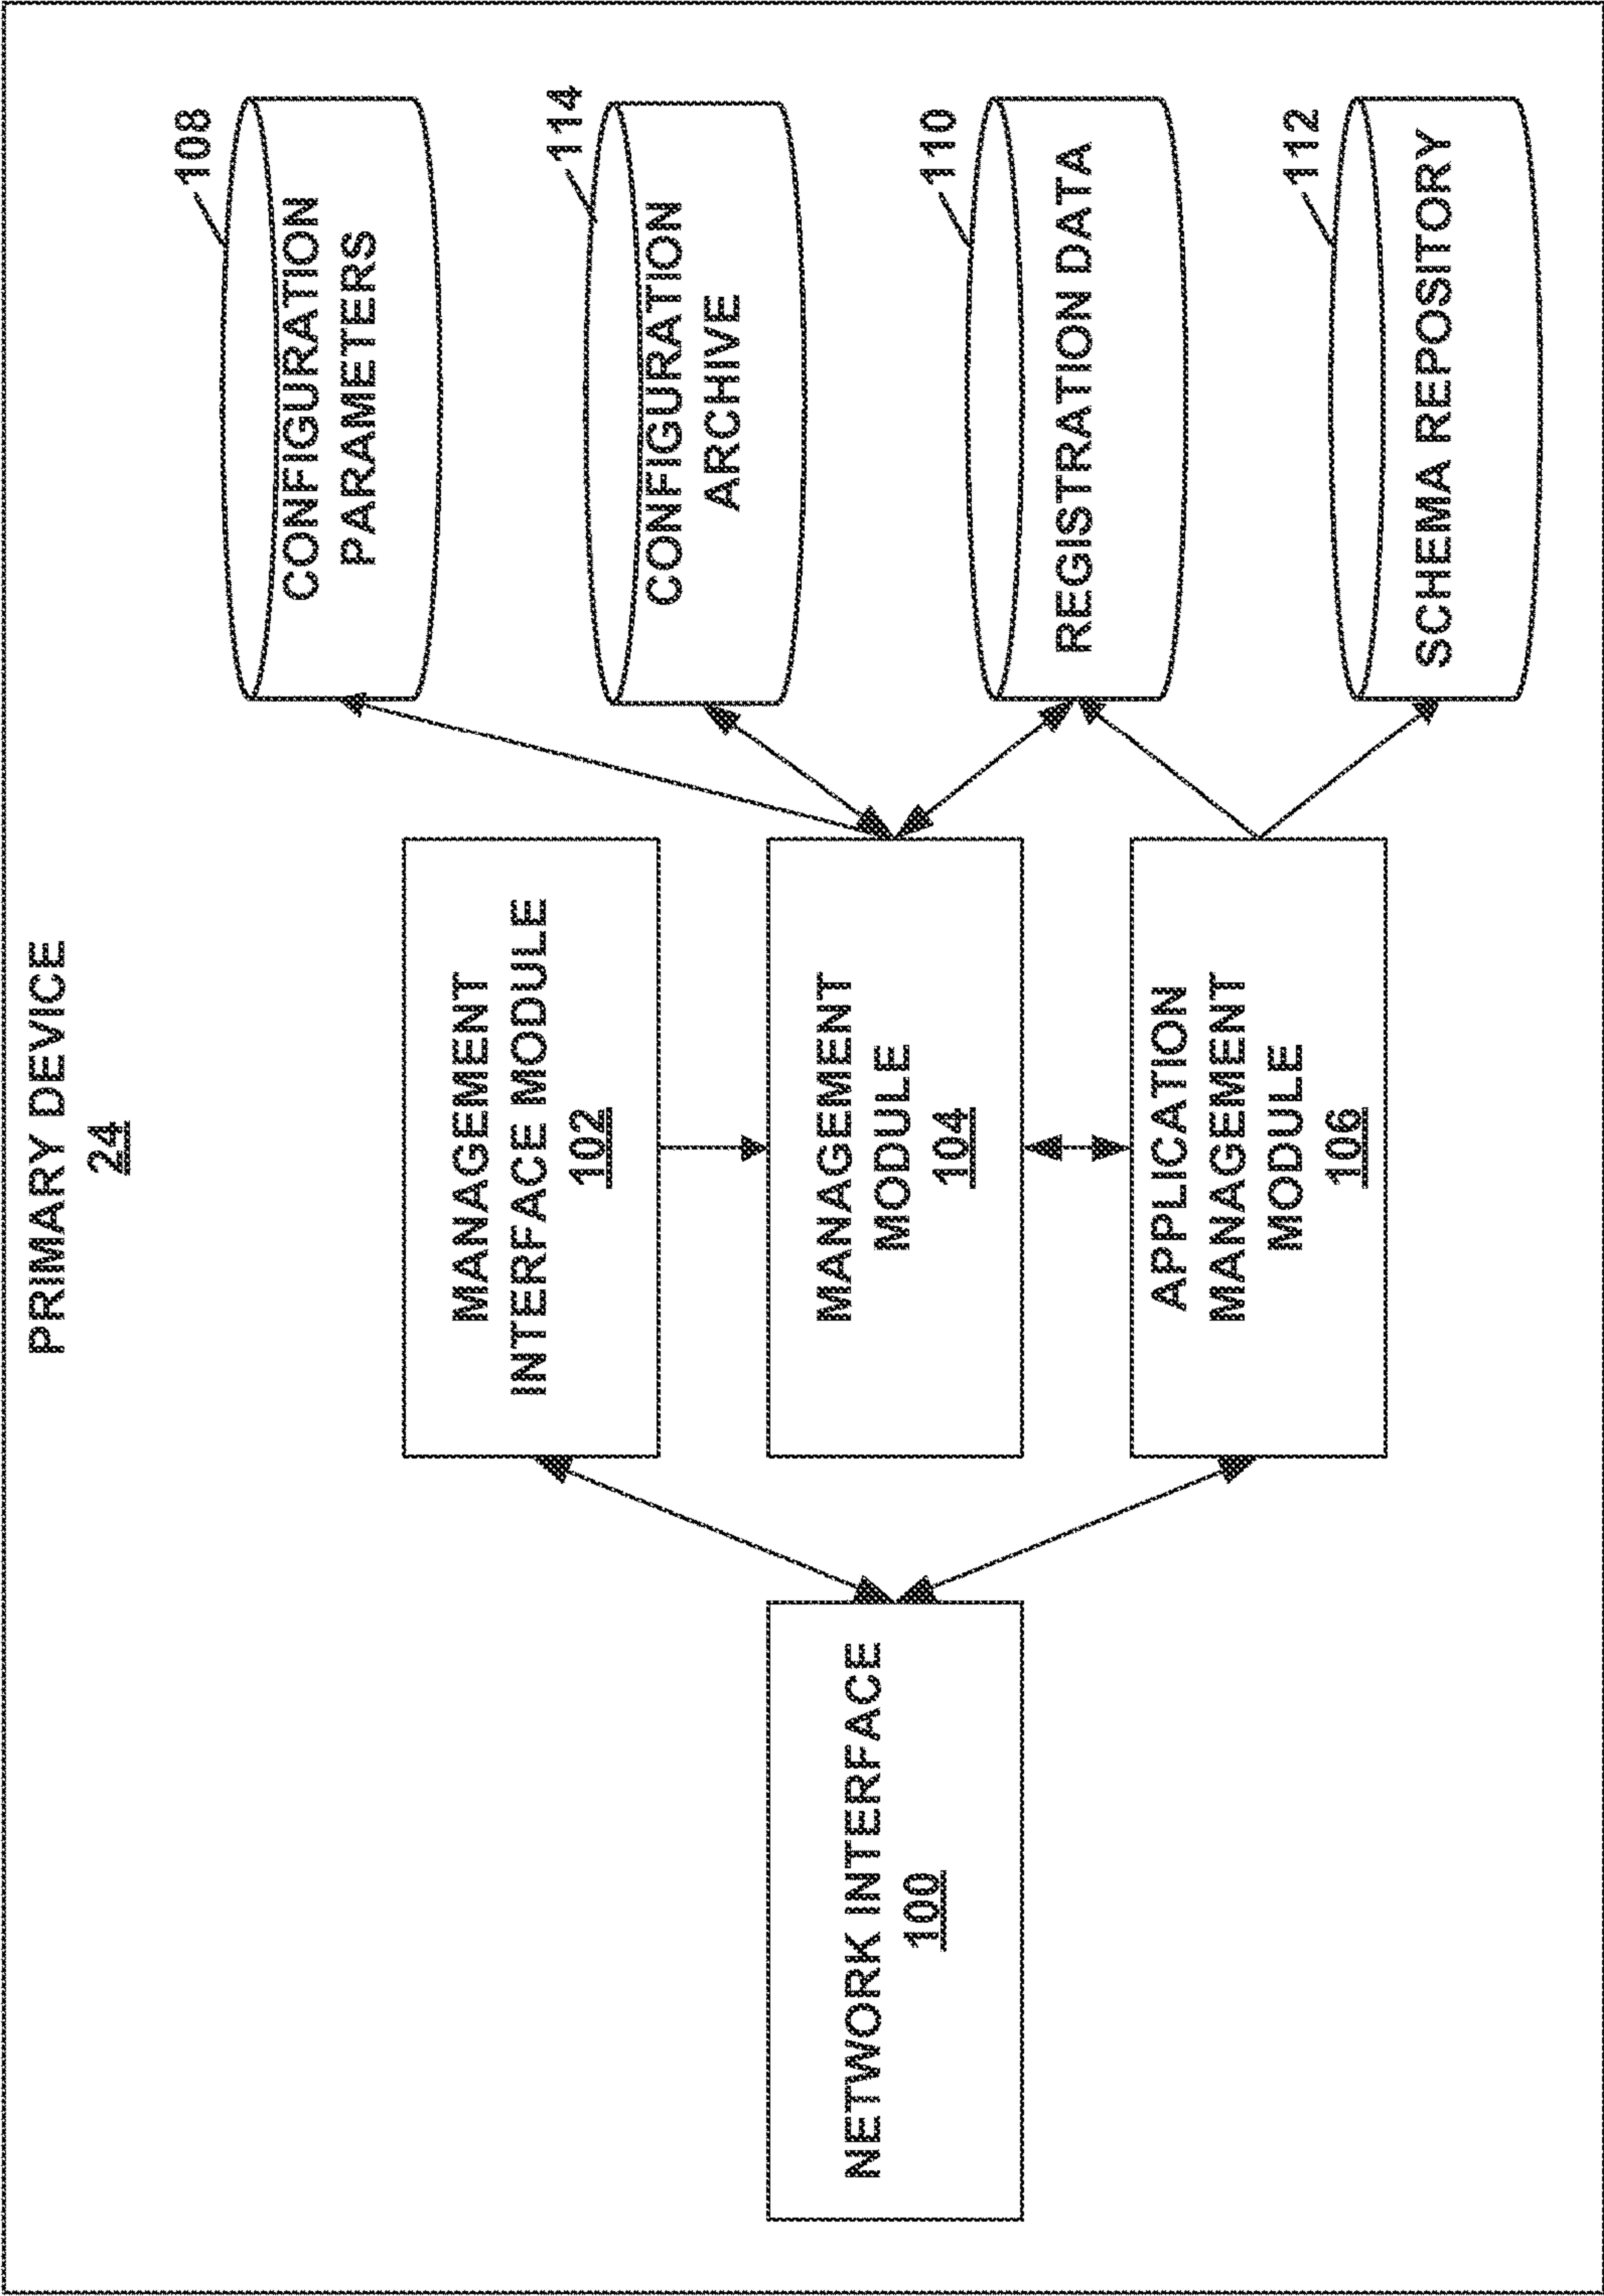 PRIMARY DEVICE
24
NETWORK INTERFACE
100
MANAGEMENT
INTERFACE MODULE
102
MANAGEMENT
MODULE
104
APPLICATION
MANAGEMENT
MODULE
106
108
CONFIGURATION
PARAMETERS
114
CONFIGURATION
ARCHIVE
110
REGISTRATION DATA
112
SCHEMA REPOSITORY